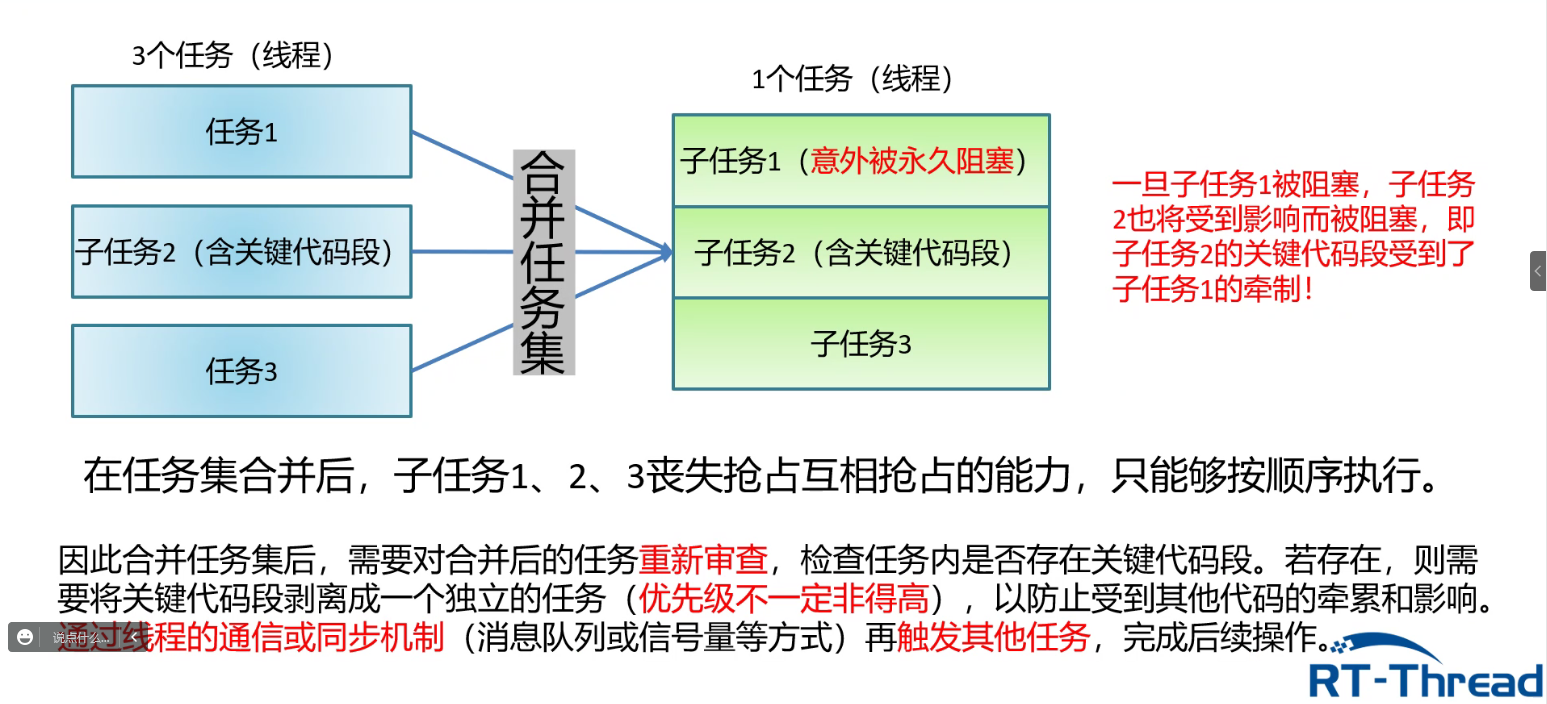 3个任务（线程）
1个任务（线程）
任务1
子任务2（含关键代码段）
任务3
合并任务集
子任务1（意外被永久阻塞）
子任务2（含关键代码段）
子任务3
一旦子任务1被阻塞，子任务
2也将受到影响而被阻塞，即
子任务2的关键代码段受到了
子任务1的牵制！
在任务集合并后，子任务1、2、3丧失抢占互相抢占的能力，只能够按顺序执行。
因此合并任务集后，需要对合并后的任务重新审查，检查任务内是否存在关键代码段。若存在，则需
要将关键代码段剥离成一个独立的任务（优先级不一定非得高），以防止受到其他代码的牵累和影响。
通过线程的通信或同步机制（消息队列或信号量等方式）再触发其他任务，完成后续操作。
说点什么...
RT-Thread